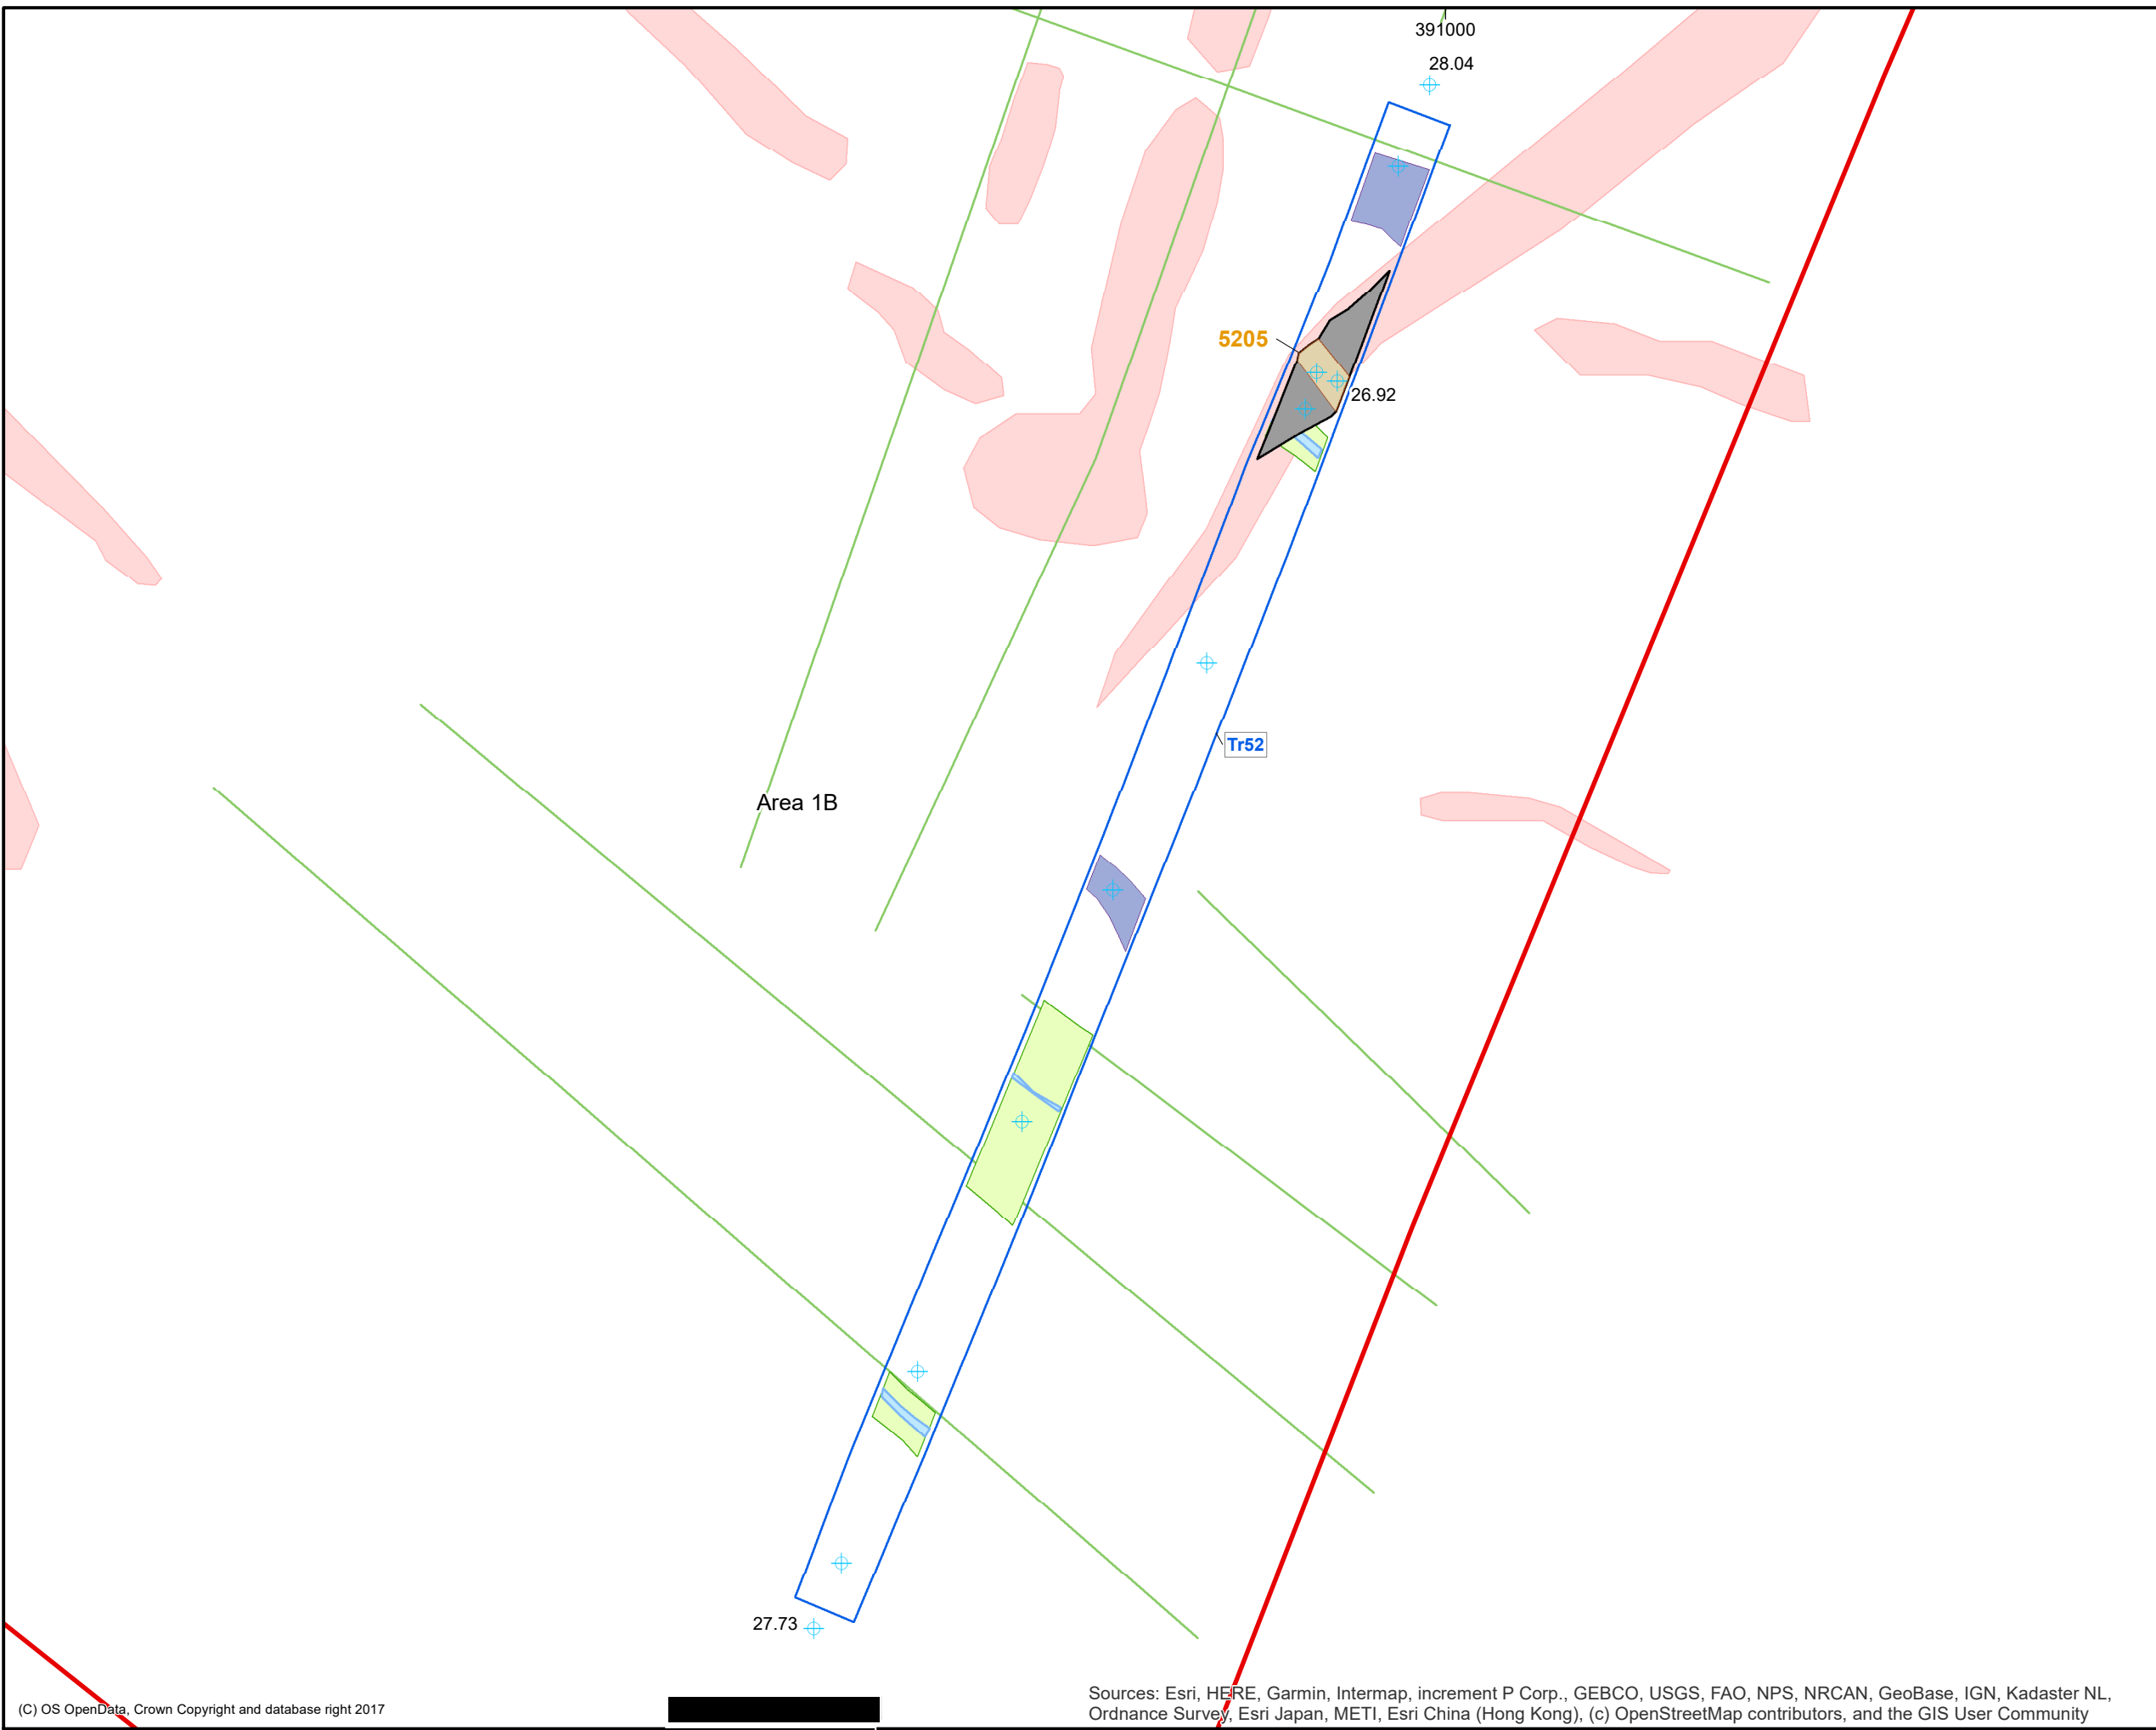 391000
28.04
5205
26.92
Tr52
Area 1B
27.73
(C) OS OpenData, Crown Copyright and database right 2017
Sources: Esri, HERE, Garmin, Intermap, increment P Corp., GEBCO, USGS, FAO, NPS, NRCAN, GeoBase, IGN, Kadaster NL,
Ordnance Survey, Esri Japan, METI, Esri China (Hong Kong), (c) OpenStreetMap contributors, and the GIS User Community